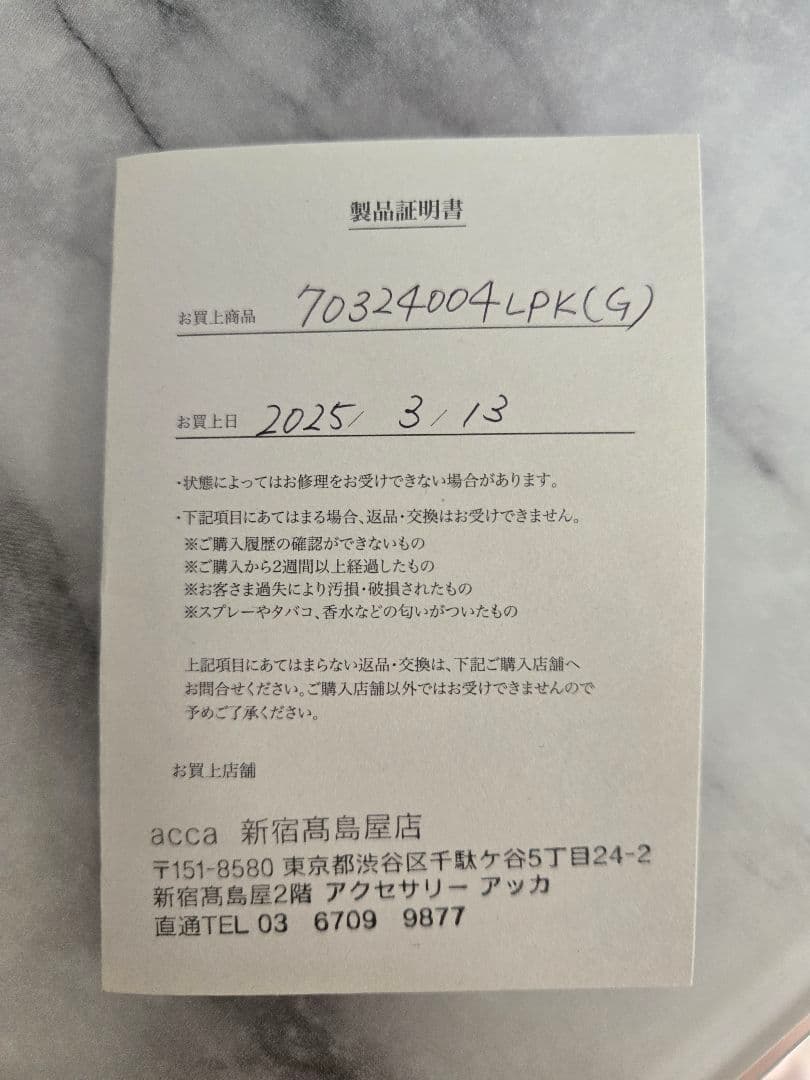 製品証明書
お買上商品 70324004LPK(G)
お買上日 2025/ 3/ 13
・状態によってはお修理をお受けできない場合があります。
・下記項目にあてはまる場合、返品・交換はお受けできません。
※ご購入履歴の確認ができないもの
※ご購入から2週間以上経過したもの
※お客さま過失により汚損・破損されたもの
※スプレーやタバコ、香水などの匂いがついたもの
上記項目にあてはまらない返品・交換は、下記ご購入店舗へ
お問合せください。ご購入店舗以外ではお受けできませんので
予めご了承ください。
お買上店舗
acca 新宿髙島屋店
〒151-8580 東京都渋谷区千駄ケ谷5丁目24-2
新宿髙島屋2階 アクセサリー アッカ
直通TEL 03 6709 9877